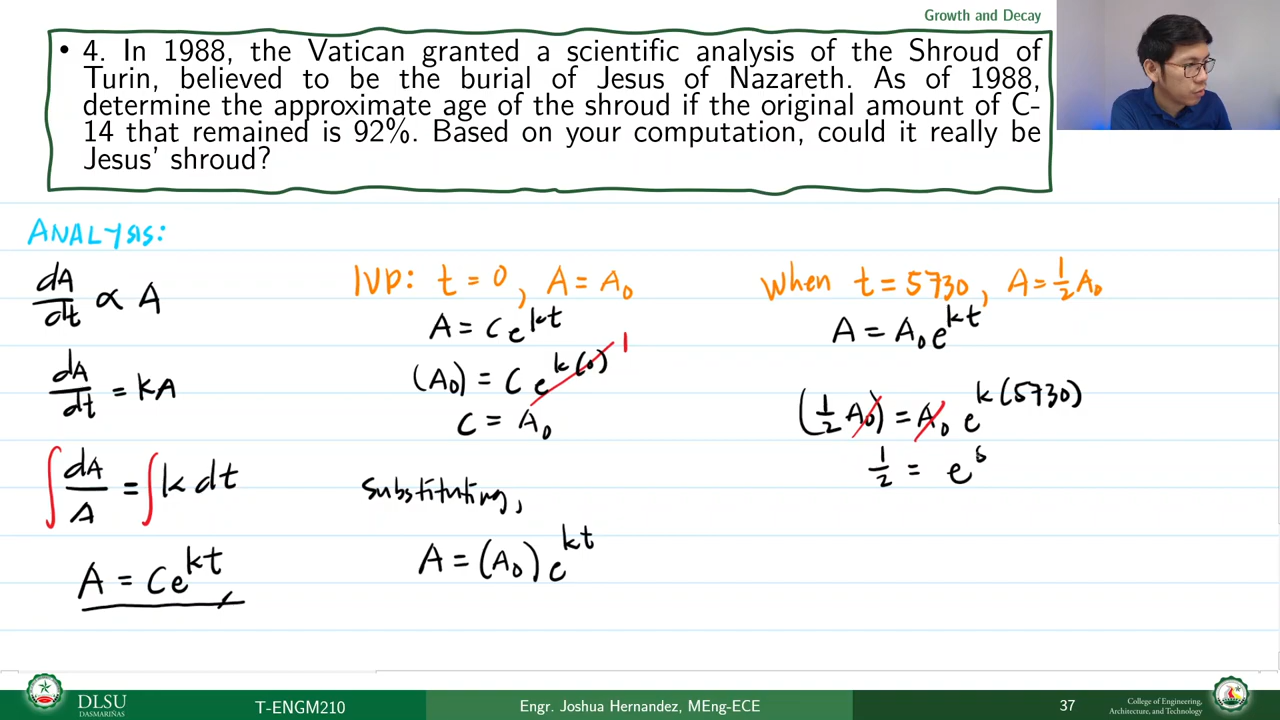 Growth and Decay
• 4. In 1988, the Vatican granted a scientific analysis of the Shroud of
Turin, believed to be the burial of Jesus of Nazareth. As of 1988,
determine the approximate age of the shroud if the original amount of C-
14 that remained is 92%. Based on your computation, could it really be
Jesus' shroud?
ANALYSIS:
dA/dt ∝ A
dA/dt = kA
∫ dA/A = ∫ k dt
A = Ce^kt
IVP: t = 0, A = A₀
A = Ce^kt
(A₀) = C e^k(0) 1
C = A₀
Substituting,
A = (A₀) e^kt
When t = 5730, A = 1/2 A₀
A = A₀e^kt
(1/2 A₀) = A₀ e^k(5730)
1/2 = e
DLSU
DASMARIÑAS
T-ENGM210
Engr. Joshua Hernandez, MEng-ECE
37
College of Engineering,
Architecture, and Technology